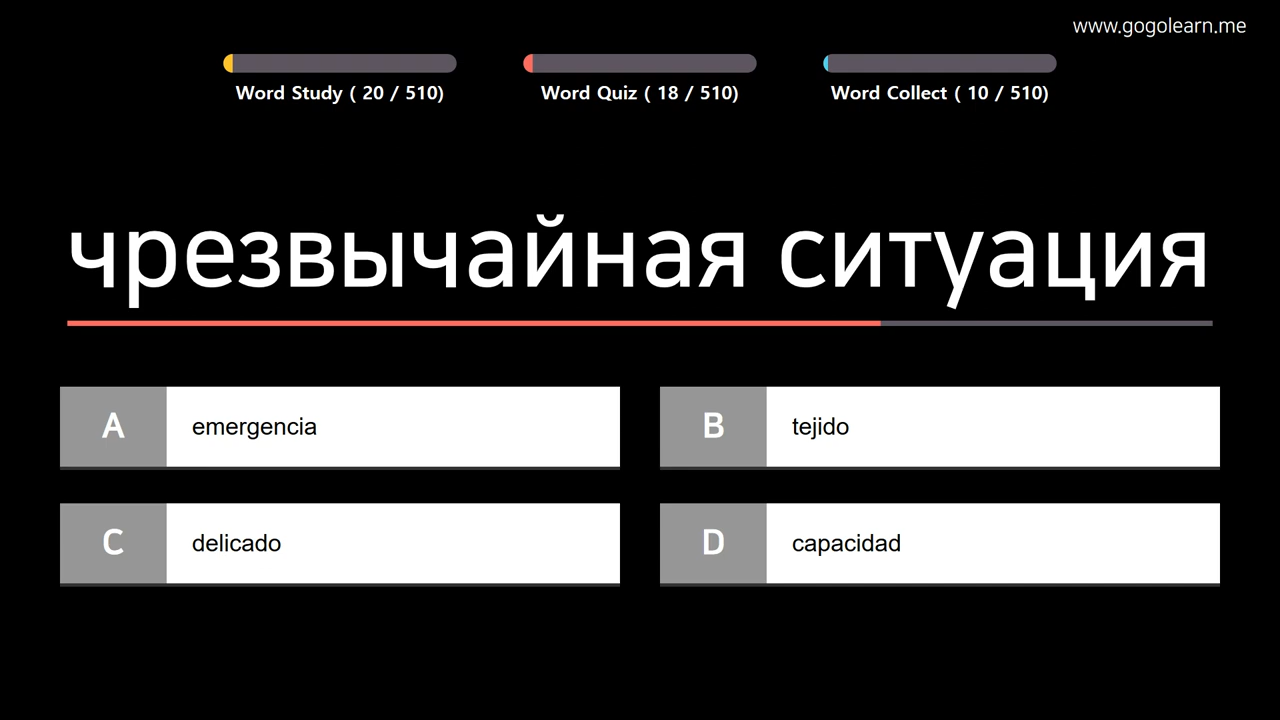 www.gogolearn.me
Word Study ( 20 / 510)
Word Quiz ( 18 / 510)
Word Collect ( 10 / 510)
чрезвычайная ситуация
A emergencia
B tejido
C delicado
D capacidad